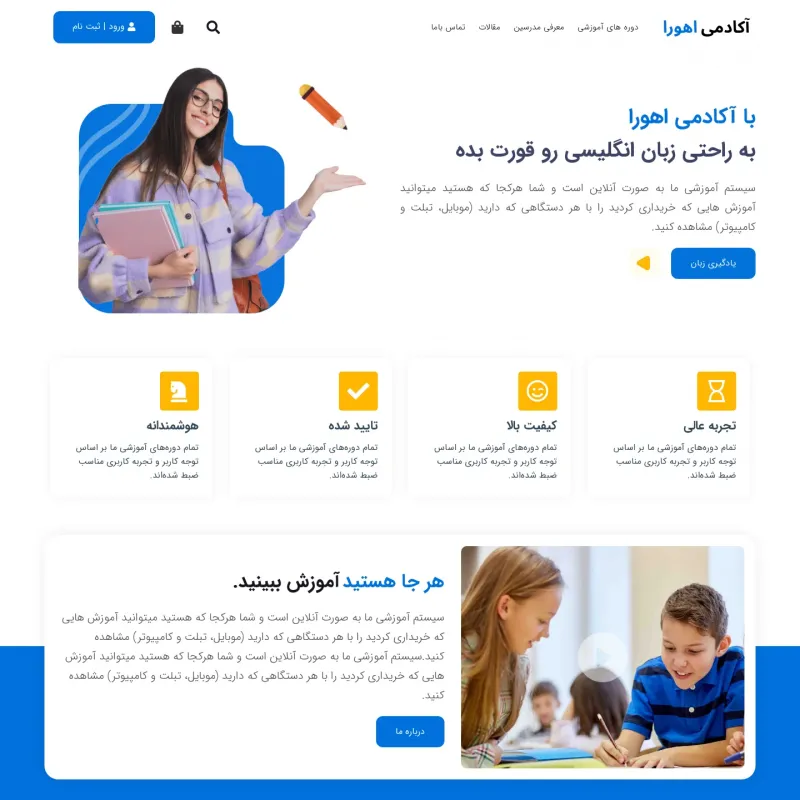 آکادمی اهورا
دوره های آموزشی
معرفی مدرسین
مقالات
تماس باما
ورود | ثبت نام
با آکادمی اهورا
به راحتی زبان انگلیسی رو قورت بده
سیستم آموزشی ما به صورت آنلاین است و شما هرکجا که هستید میتوانید
آموزش هایی که خریداری کردید را با هر دستگاهی که دارید (موبایل، تبلت و
کامپیوتر) مشاهده کنید.
یادگیری زبان
تجربه عالی
تمام دوره‌های آموزشی ما بر اساس
توجه کاربر و تجربه کاربری مناسب
ضبط شده‌اند.
کیفیت بالا
تمام دوره‌های آموزشی ما بر اساس
توجه کاربر و تجربه کاربری مناسب
ضبط شده‌اند.
تایید شده
تمام دوره‌های آموزشی ما بر اساس
توجه کاربر و تجربه کاربری مناسب
ضبط شده‌اند.
هوشمندانه
تمام دوره‌های آموزشی ما بر اساس
توجه کاربر و تجربه کاربری مناسب
ضبط شده‌اند.
هر جا هستید آموزش ببینید.
سیستم آموزشی ما به صورت آنلاین است و شما هرکجا که هستید میتوانید آموزش هایی
که خریداری کردید را با هر دستگاهی که دارید (موبایل، تبلت و کامپیوتر) مشاهده
کنید.سیستم آموزشی ما به صورت آنلاین است و شما هرکجا که هستید میتوانید آموزش
هایی که خریداری کردید را با هر دستگاهی که دارید (موبایل، تبلت و کامپیوتر) مشاهده
کنید.
درباره ما